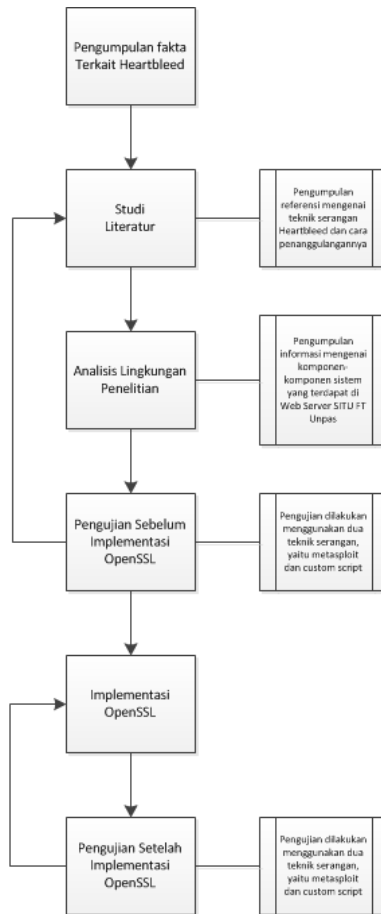 Pengumpulan fakta
Terkait Heartbleed
Studi
Literatur
Pengumpulan
referensi mengenai
teknik serangan
Heartbleed dan cara
penanggulangannya
Analisis Lingkungan
Penelitian
Pengumpulan
informasi mengenai
komponen-
komponen sistem
yang terdapat di
Web Server SITU FT
Unpas
Pengujian Sebelum
Implementasi
OpenSSL
Pengujian dilakukan
menggunakan dua
teknik serangan,
yaitu metasploit
dan custom script
Implementasi
OpenSSL
Pengujian Setelah
Implementasi
OpenSSL
Pengujian dilakukan
menggunakan dua
teknik serangan,
yaitu metasploit
dan custom script